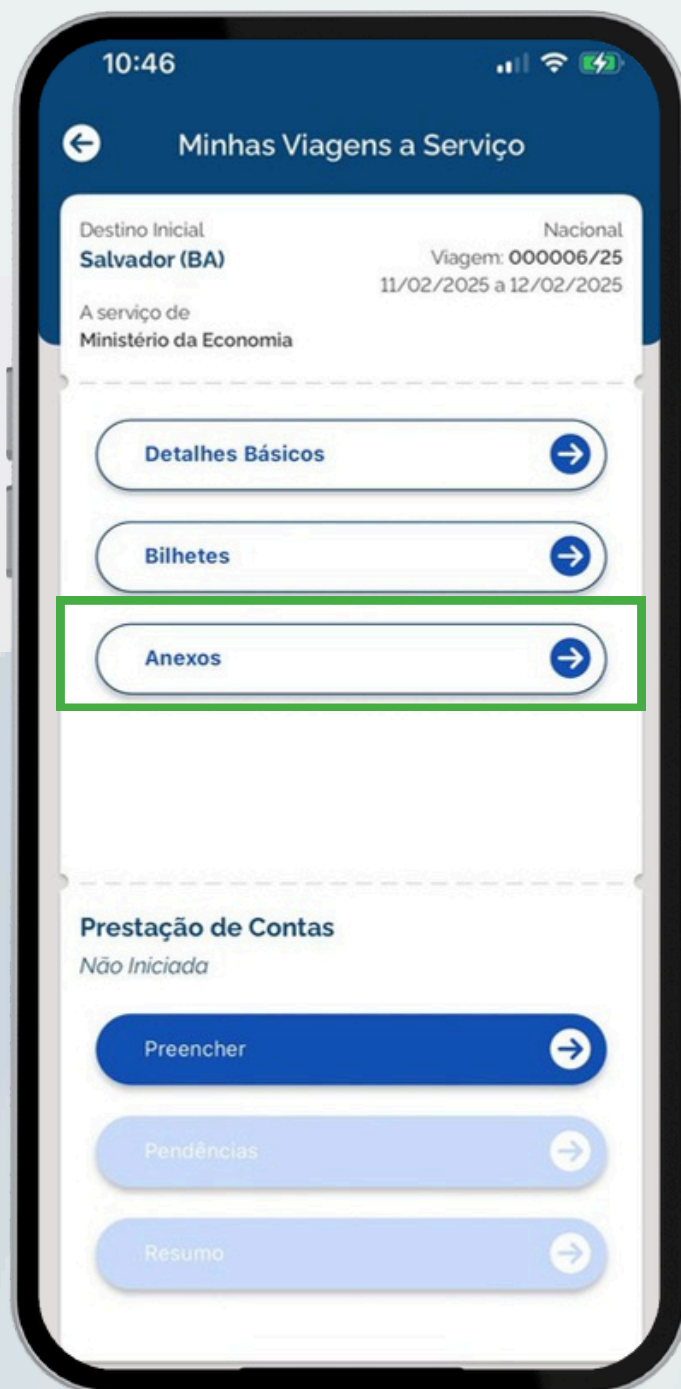 10:46
Minhas Viagens a Serviço
Destino Inicial
Nacional
Salvador (BA)
Viagem: 000006/25
11/02/2025 a 12/02/2025
A serviço de
Ministério da Economia
Detalhes Básicos
Bilhetes
Anexos
Prestação de Contas
Não Iniciada
Preencher
Pendências
Resumo